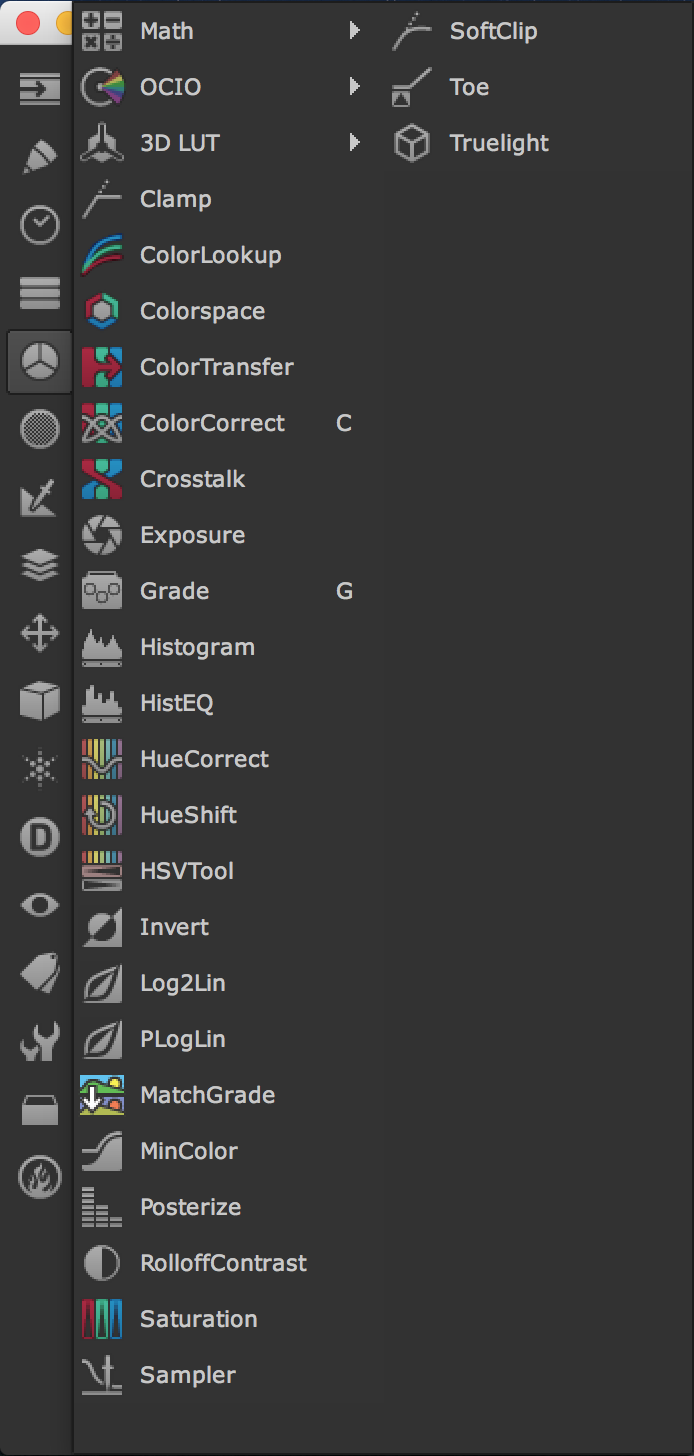 Math
OCIO
3D LUT
Clamp
ColorLookup
Colorspace
ColorTransfer
ColorCorrect C
Crosstalk
Exposure
Grade G
Histogram
HistEQ
HueCorrect
HueShift
HSVTool
Invert
Log2Lin
PLogLin
MatchGrade
MinColor
Posterize
RolloffContrast
Saturation
Sampler
SoftClip
Toe
Truelight
D